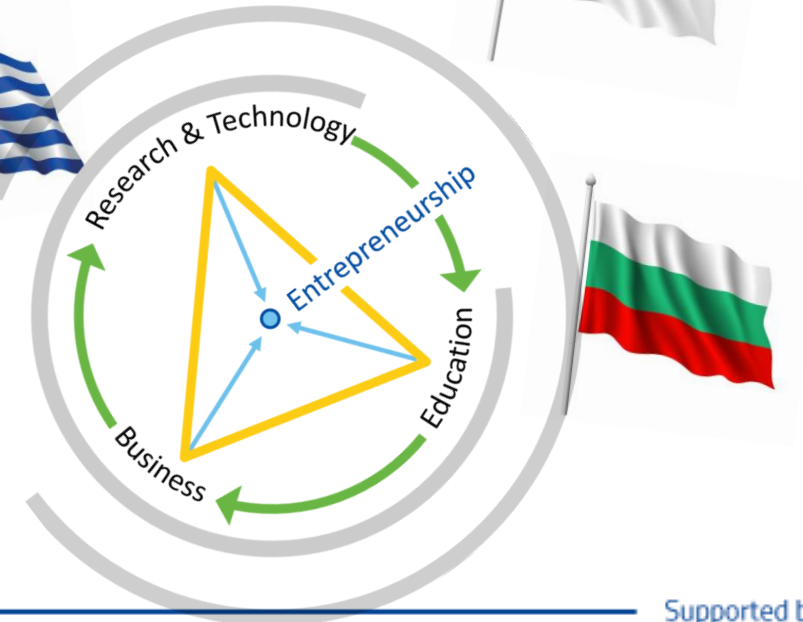 Research & Technology
Entrepreneurship
Education
Business
Supported b